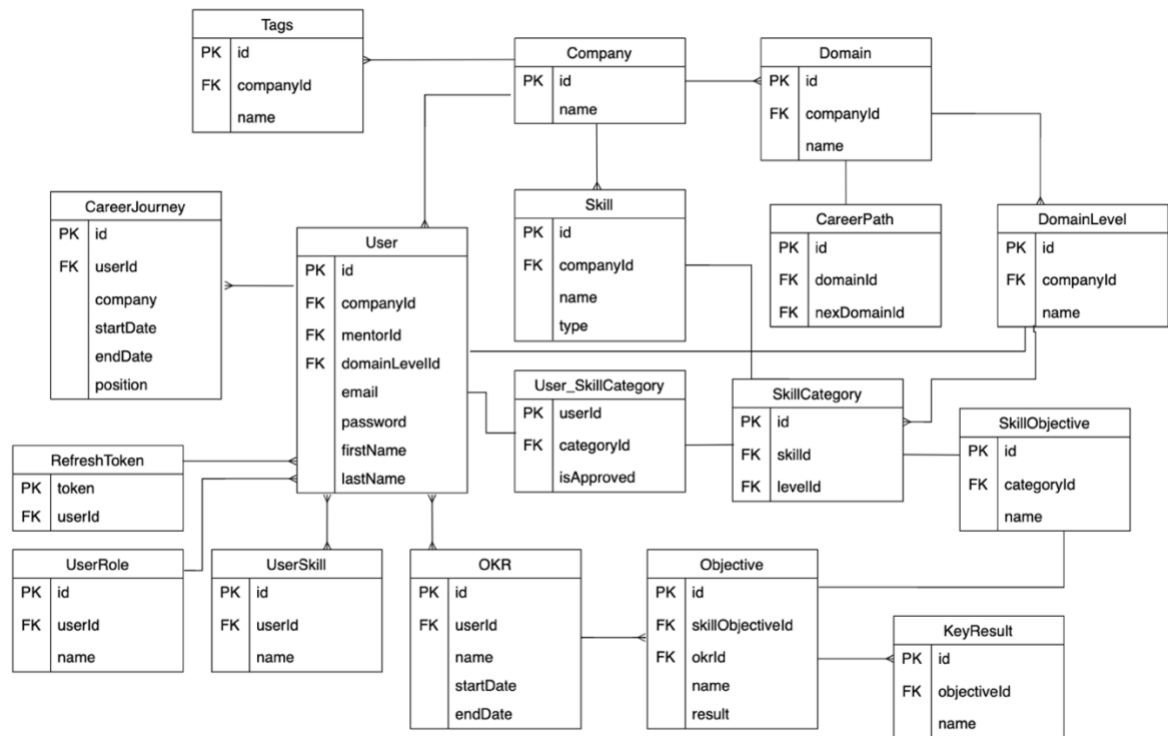 Tags
PK id
FK companyId
name
Company
PK id
name
Domain
PK id
FK companyId
name
CareerJourney
PK id
FK userId
company
startDate
endDate
position
User
PK id
FK companyId
FK mentorId
FK domainLevelId
email
password
firstName
lastName
Skill
PK id
FK companyId
name
type
CareerPath
PK id
FK domainId
FK nexDomainId
DomainLevel
PK id
FK companyId
name
User_SkillCategory
PK userId
FK categoryId
isApproved
SkillCategory
PK id
FK skilld
FK levelId
SkillObjective
PK id
FK categoryId
name
RefreshToken
PK token
FK userId
UserRole
PK id
FK userId
name
UserSkill
PK id
FK userId
name
OKR
PK id
FK userId
name
startDate
endDate
Objective
PK id
FK skillObjectiveId
FK okrId
name
result
KeyResult
PK id
FK objectiveId
name